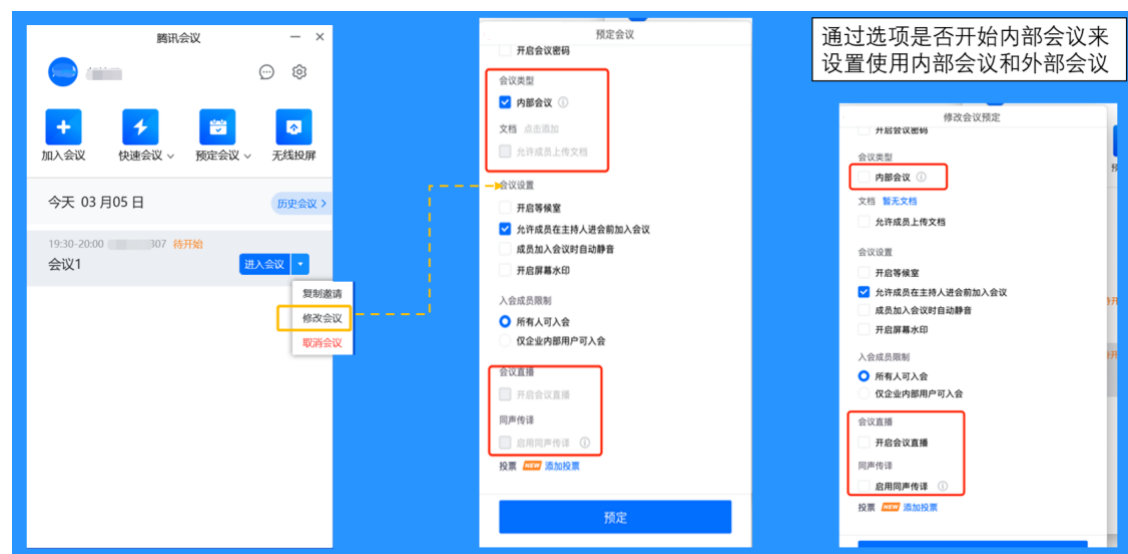 腾讯会议
加入会议
快速会议
预定会议
无线投屏
今天 03月05日
历史会议 >
19:30-20:00 307 待开始
会议1
进入会议
复制邀请
修改会议
取消会议
预定会议
开启会议密码
会议类型
内部会议
文档 点击添加
允许成员上传文档
会议设置
开启等候室
允许成员在主持人进会前加入会议
成员加入会议时自动静音
开启屏幕水印
入会成员限制
所有人可入会
仅企业内部用户可入会
会议直播
开启会议直播
同声传译
启用同声传译
投票 NEW 添加投票
预定
通过选项是否开始内部会议来
设置使用内部会议和外部会议
修改会议预定
开启会议密码
会议类型
内部会议
文档 暂无文档
允许成员上传文档
会议设置
开启等候室
允许成员在主持人进会前加入会议
成员加入会议时自动静音
开启屏幕水印
入会成员限制
所有人可入会
仅企业内部用户可入会
会议直播
开启会议直播
同声传译
启用同声传译
投票 NEW 添加投票